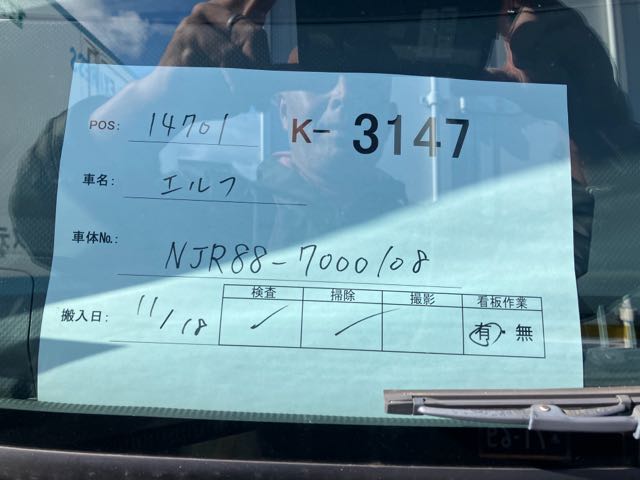 POS: 14701 K- 3147
車名: エルフ
車体No.: NJR88-7000108
検査 掃除 撮影 看板作業
搬入日: 11/18 ✓ ✓ 有・無